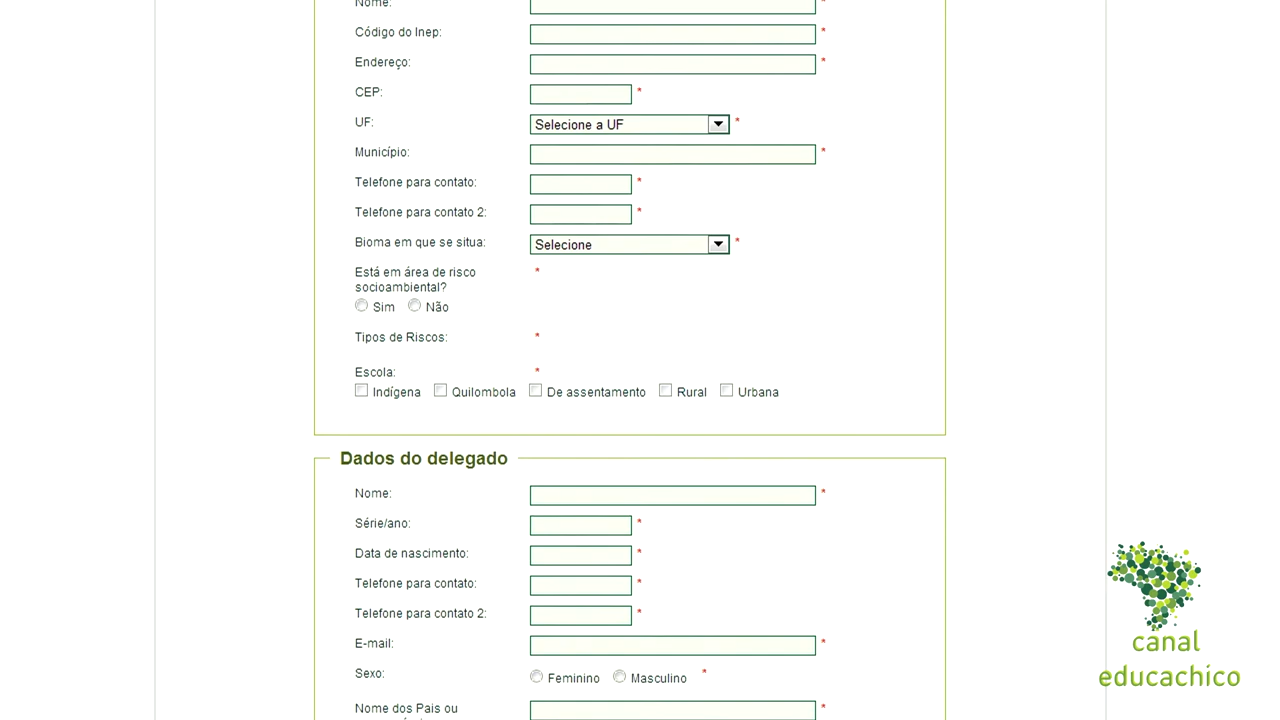 Nome: *
Código do Inep: *
Endereço: *
CEP: *
UF: Selecione a UF *
Município: *
Telefone para contato: *
Telefone para contato 2: *
Bioma em que se situa: Selecione *
Está em área de risco *
socioambiental?
Sim Não
Tipos de Riscos: *
Escola: *
Indígena Quilombola De assentamento Rural Urbana
Dados do delegado
Nome: *
Série/ano: *
Data de nascimento: *
Telefone para contato: *
Telefone para contato 2: *
E-mail: *
Sexo: Feminino Masculino *
Nome dos Pais ou *
canal
educachico